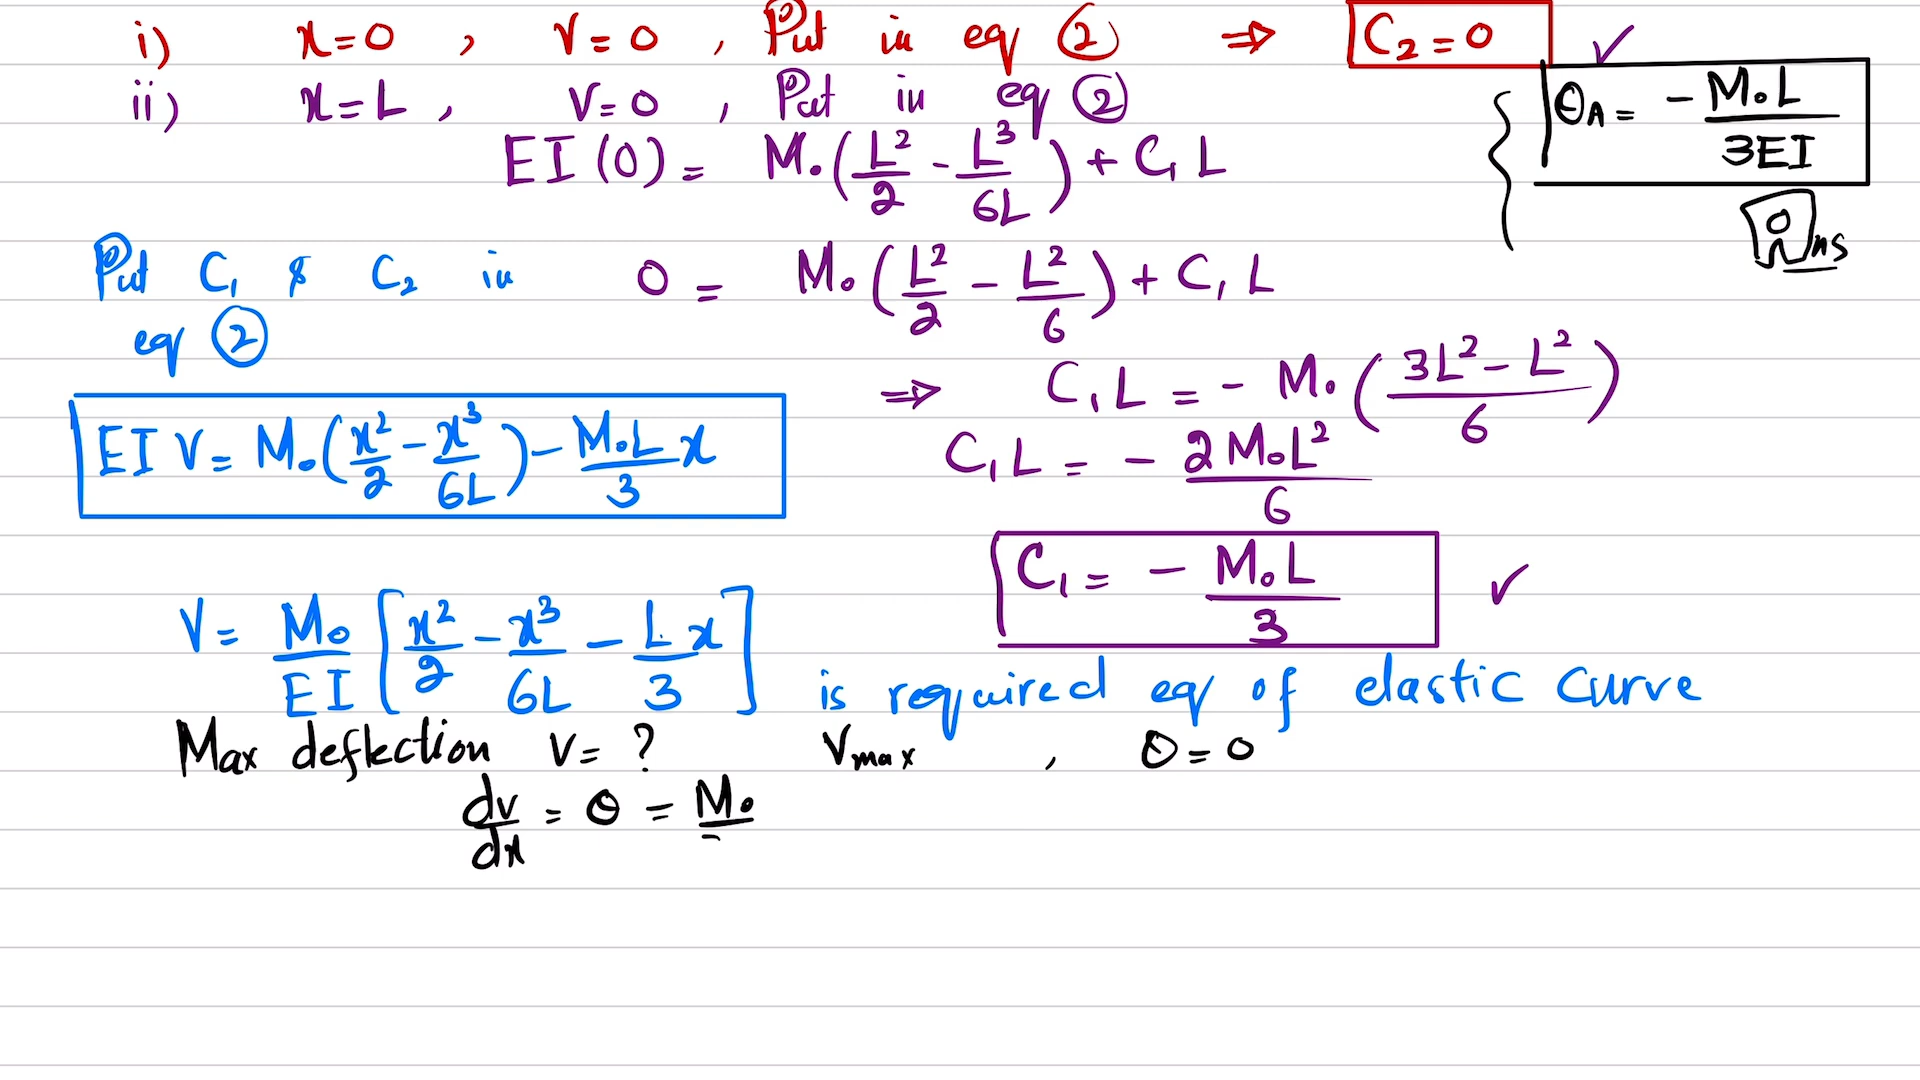 i) x=0 , v=0 , Put in eq ② ⇒ C₂=0 ✓
ii) x=L , v=0 , Put in eq ②
θA = -M₀L/3EI
EI(0) = M₀(L²/2 - L³/6L) + C₁L
Ans
Put C₁ & C₂ in
eq ②
0 = M₀(L²/2 - L²/6) + C₁L
⇒ C₁L = -M₀(3L² - L²/6)
EI v = M₀(x²/2 - x³/6L) - M₀L/3 x
C₁L = - 2M₀L²/6
C₁ = - M₀L/3 ✓
V = M₀/EI [x²/2 - x³/6L - L x/3] is required eq of elastic curve
Max deflection v = ? Vmax , θ = 0
dv/dx = θ = M₀